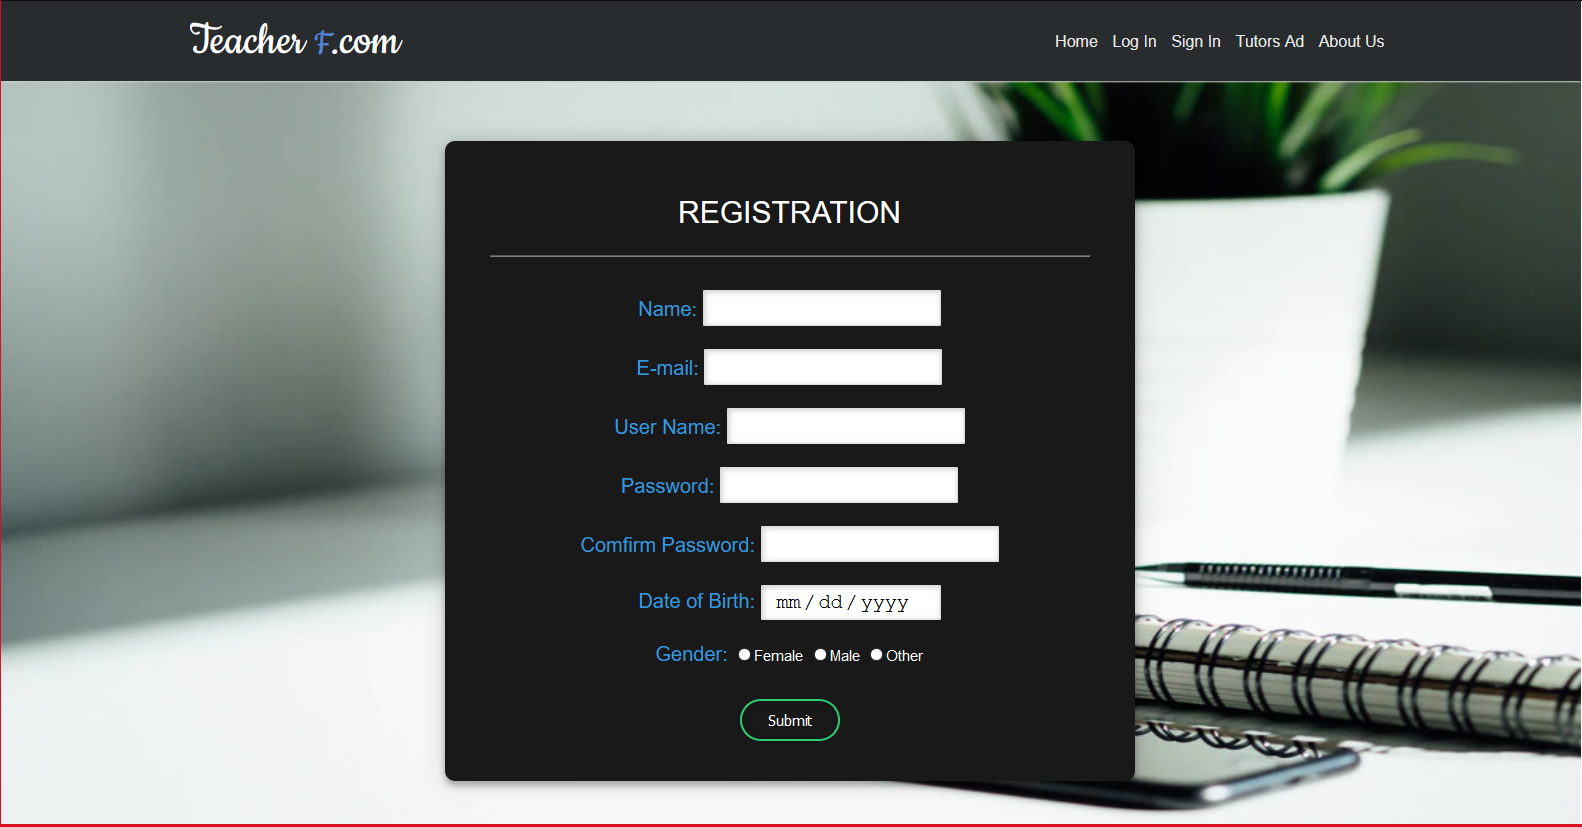 Teacher F.com
Home Log In Sign In Tutors Ad About Us
REGISTRATION
Name:
E-mail:
User Name:
Password:
Comfirm Password:
Date of Birth: mm/dd/yyyy
Gender: Female Male Other
Submit